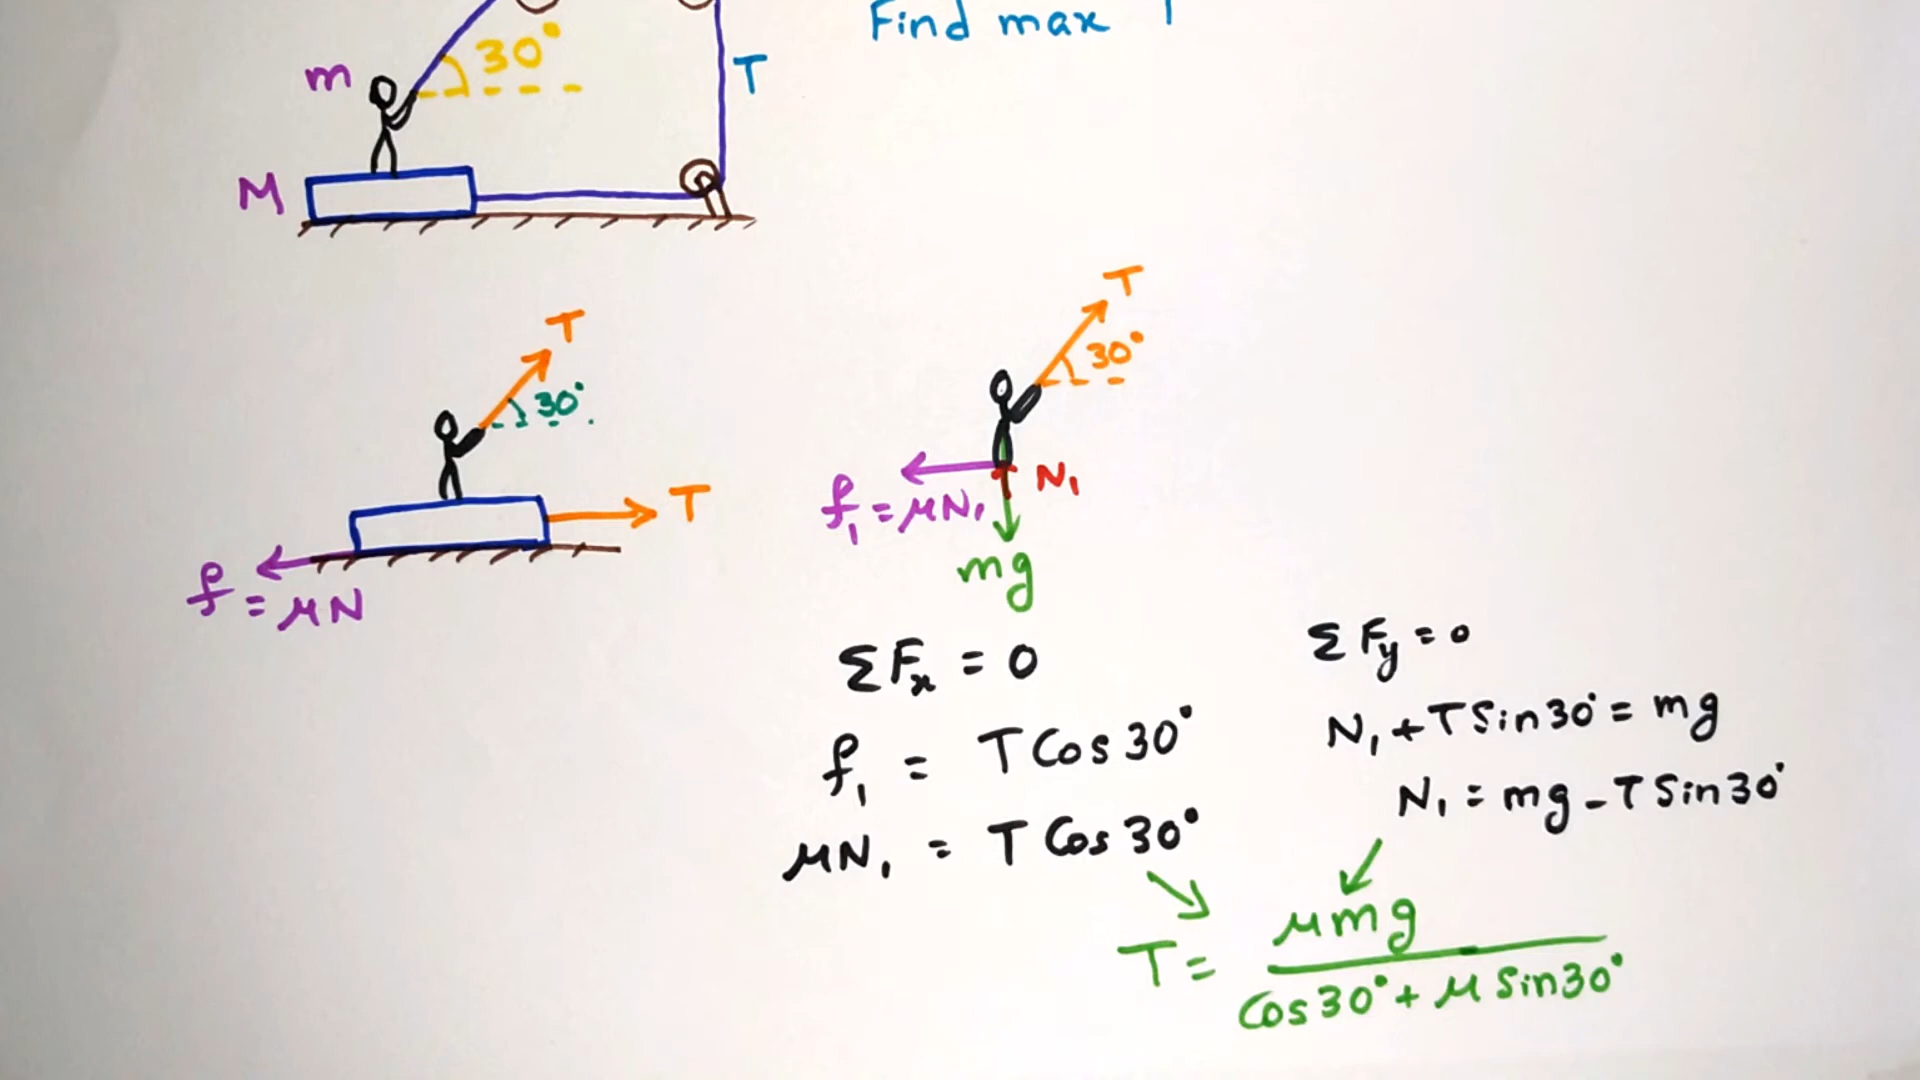 Find max T
30°
m
T
M
T
30°
T
f = μN
T
30°
N₁
f₁ = μN₁
mg
ΣFₓ = 0
f₁ = T Cos 30°
μN₁ = T Cos 30°
ΣFy = 0
N₁ + T Sin 30° = mg
N₁ = mg - T Sin 30°
T = μmg / Cos 30° + μ Sin 30°